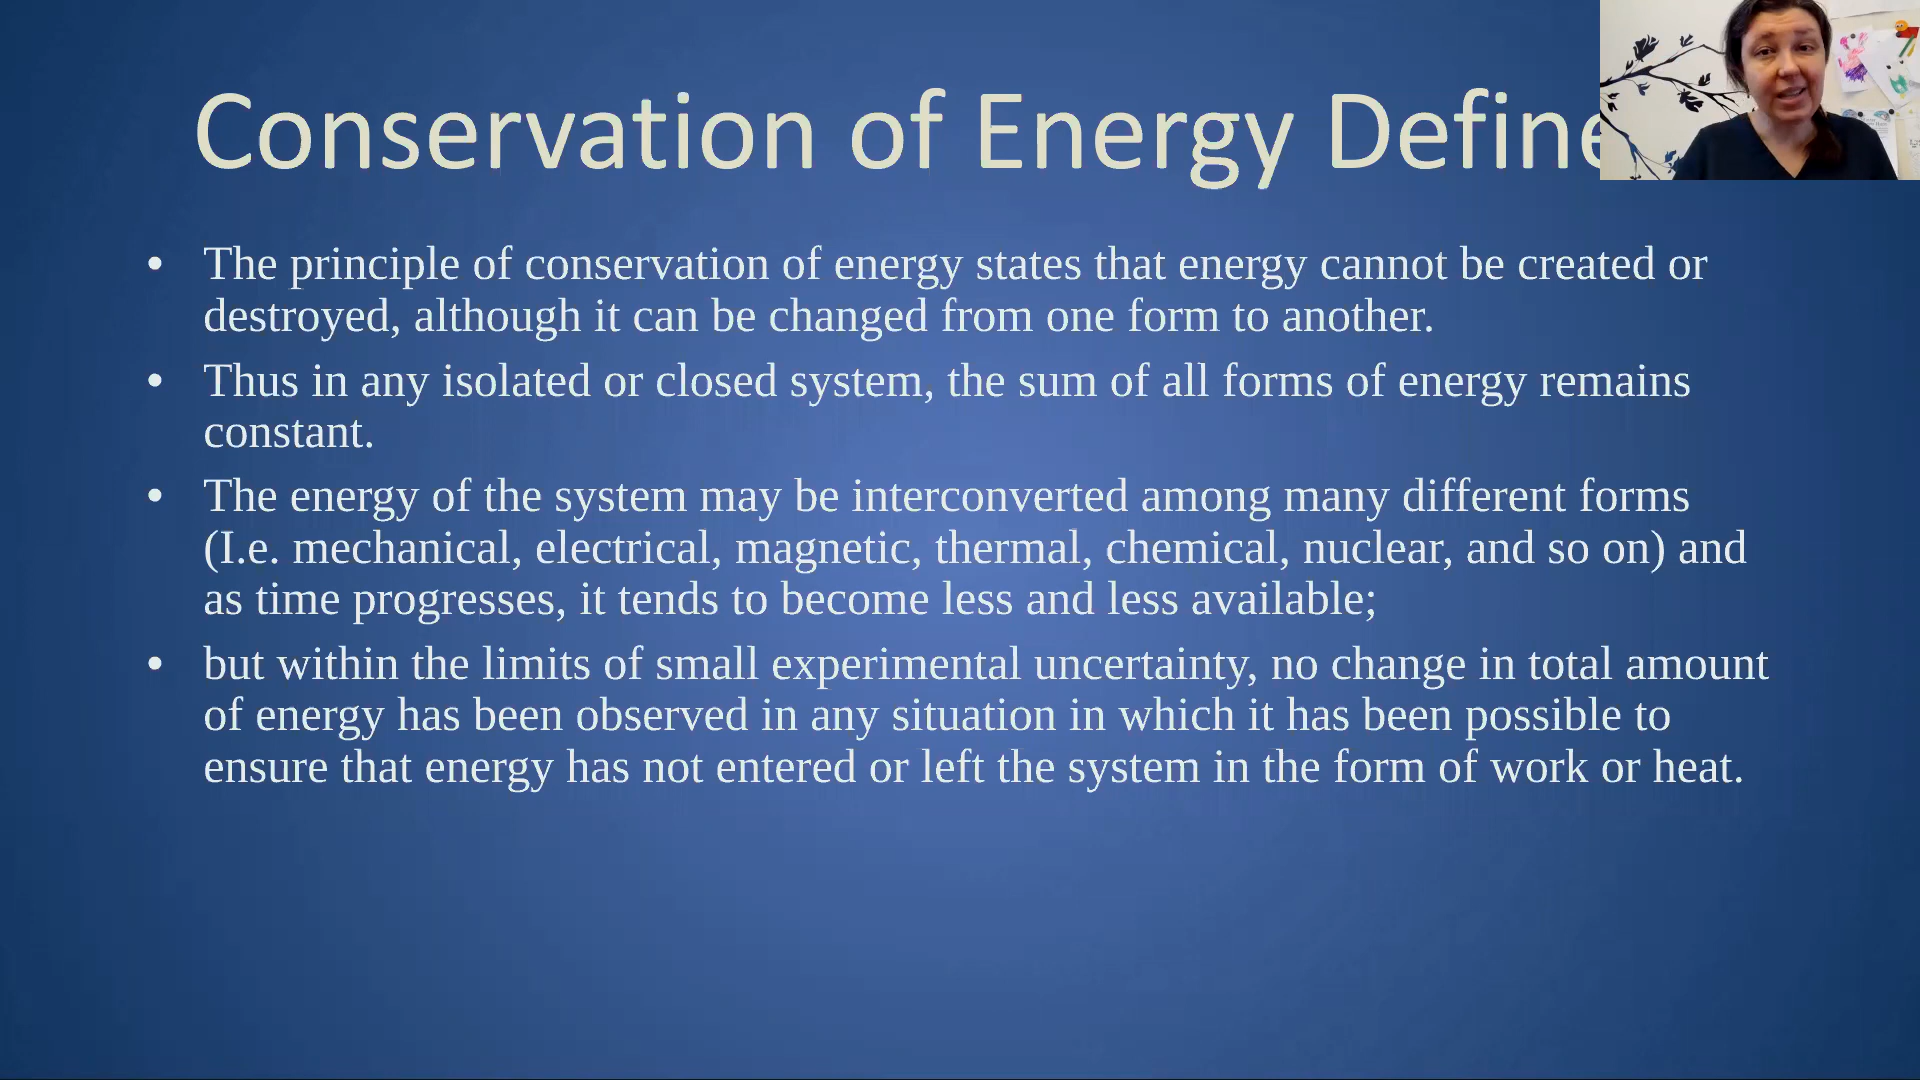 Conservation of Energy Define
• The principle of conservation of energy states that energy cannot be created or
destroyed, although it can be changed from one form to another.
• Thus in any isolated or closed system, the sum of all forms of energy remains
constant.
• The energy of the system may be interconverted among many different forms
(I.e. mechanical, electrical, magnetic, thermal, chemical, nuclear, and so on) and
as time progresses, it tends to become less and less available;
• but within the limits of small experimental uncertainty, no change in total amount
of energy has been observed in any situation in which it has been possible to
ensure that energy has not entered or left the system in the form of work or heat.